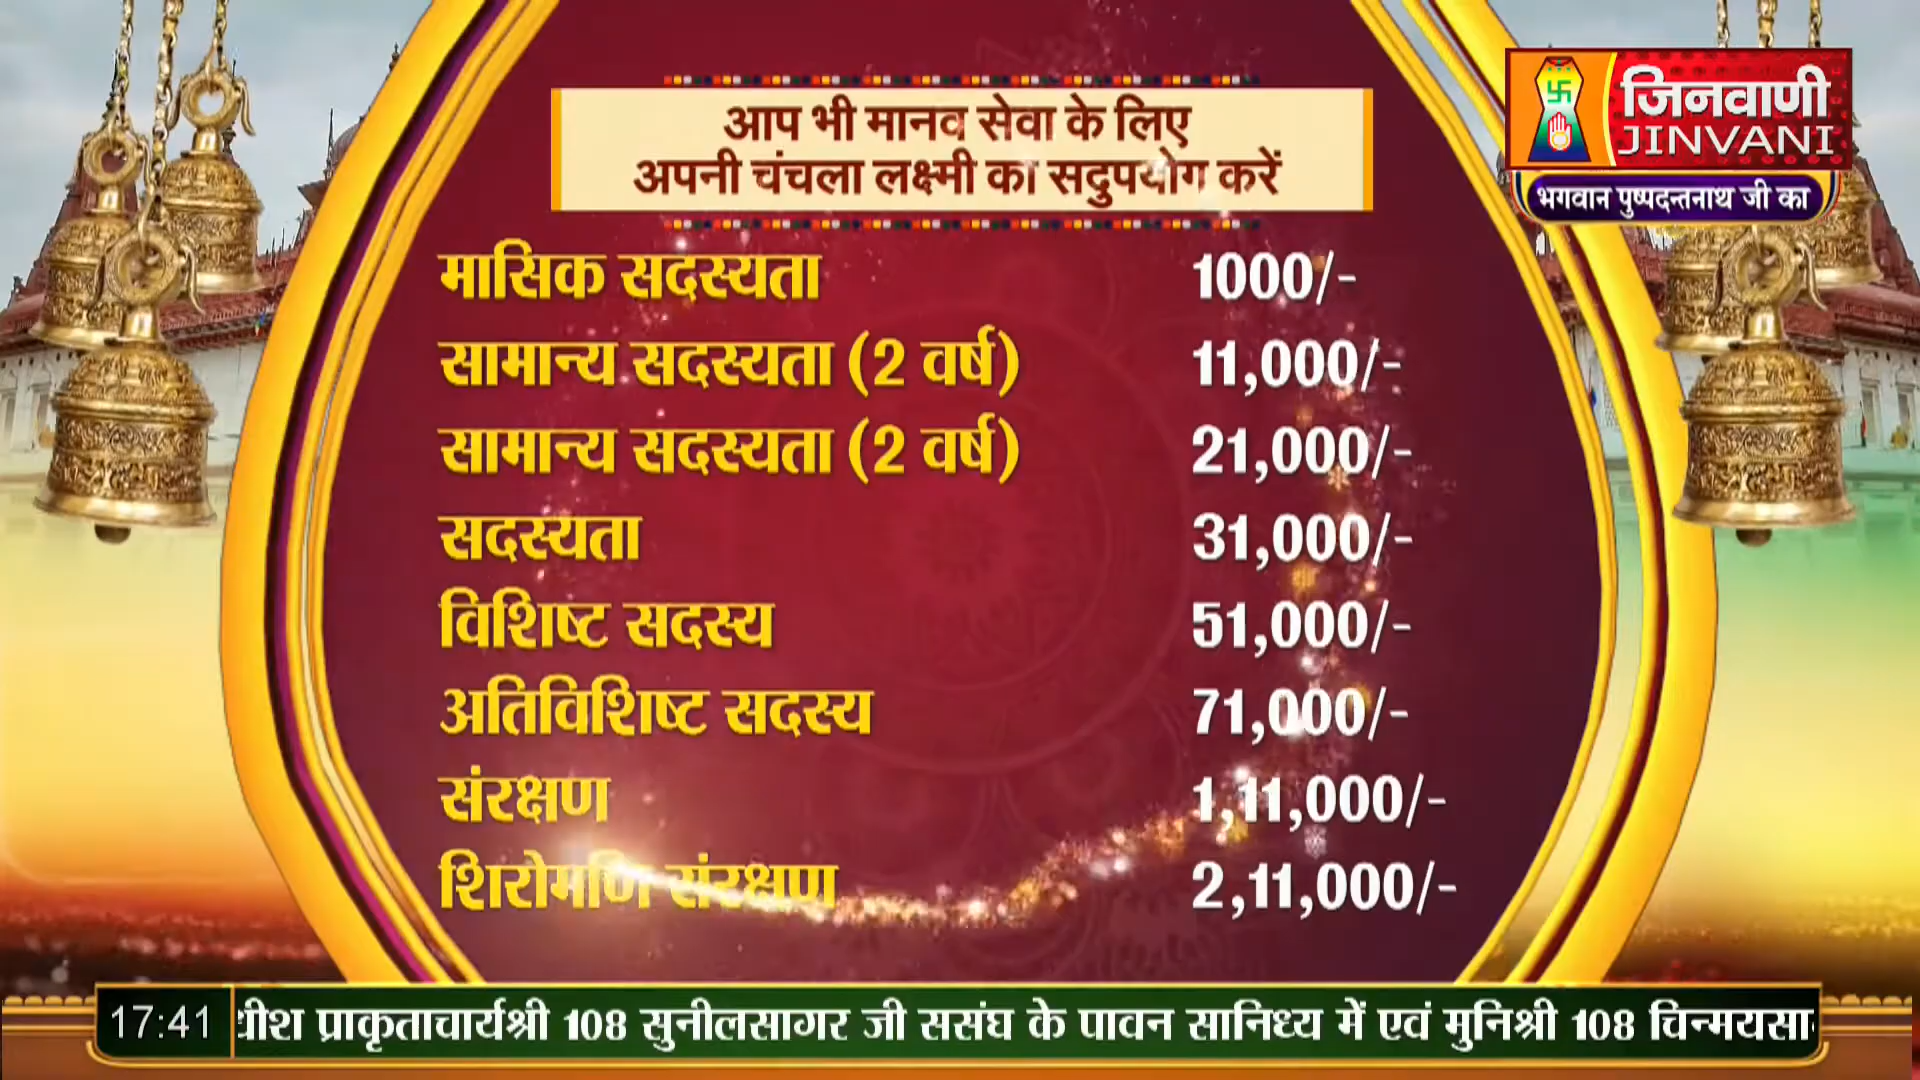 आप भी मानव सेवा के लिए
अपनी चंचला लक्ष्मी का सदुपयोग करें
जिनवाणी
JINVANI
भगवान पुष्पदन्तनाथ जी का
मासिक सदस्यता 1000/-
सामान्य सदस्यता (2 वर्ष) 11,000/-
सामान्य सदस्यता (2 वर्ष) 21,000/-
सदस्यता 31,000/-
विशिष्ट सदस्य 51,000/-
अतिविशिष्ट सदस्य 71,000/-
संरक्षण 1,11,000/-
शिरोमणि संरक्षण 2,11,000/-
17:41 प्राकृताचार्यश्री 108 सुनीलसागर जी ससंघ के पावन सानिध्य में एवं मुनिश्री 108 चिन्मयसा